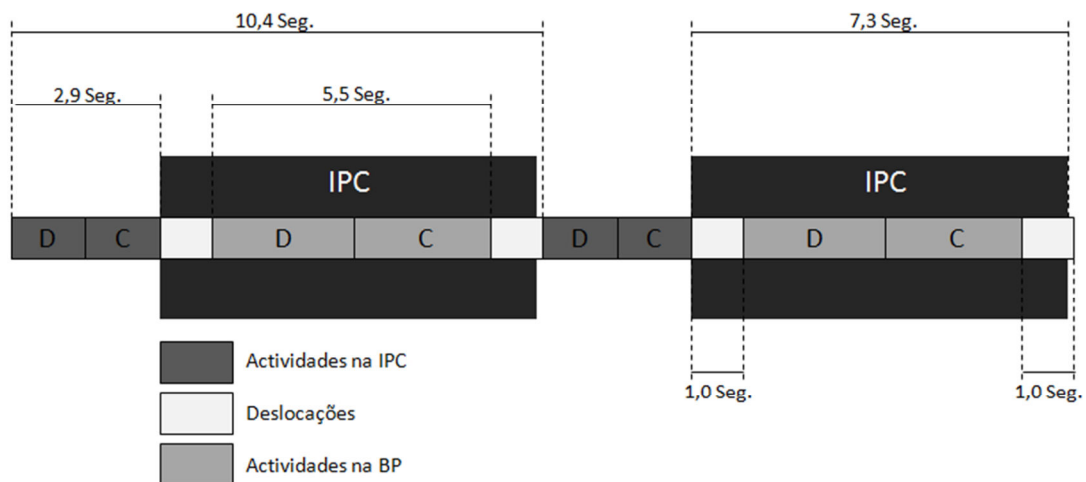 10,4 Seg.
7,3 Seg.
2,9 Seg.
5,5 Seg.
IPC
IPC
D C D C D C D C
1,0 Seg.
1,0 Seg.
Actividades na IPC
Deslocações
Actividades na BP